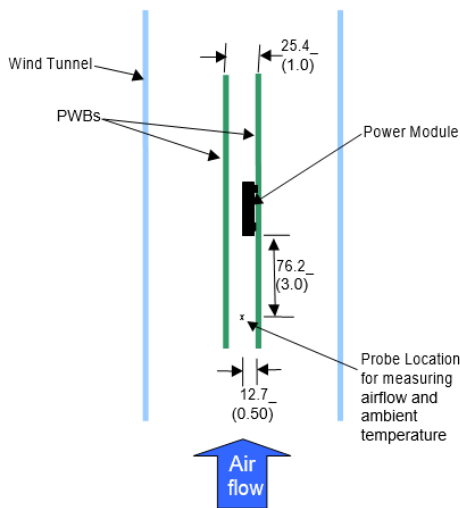 25.4_
(1.0)
Wind Tunnel
PWBs
Power Module
76.2_
(3.0)
x
Probe Location
for measuring
airflow and
ambient
temperature
12.7_
(0.50)
Air
flow